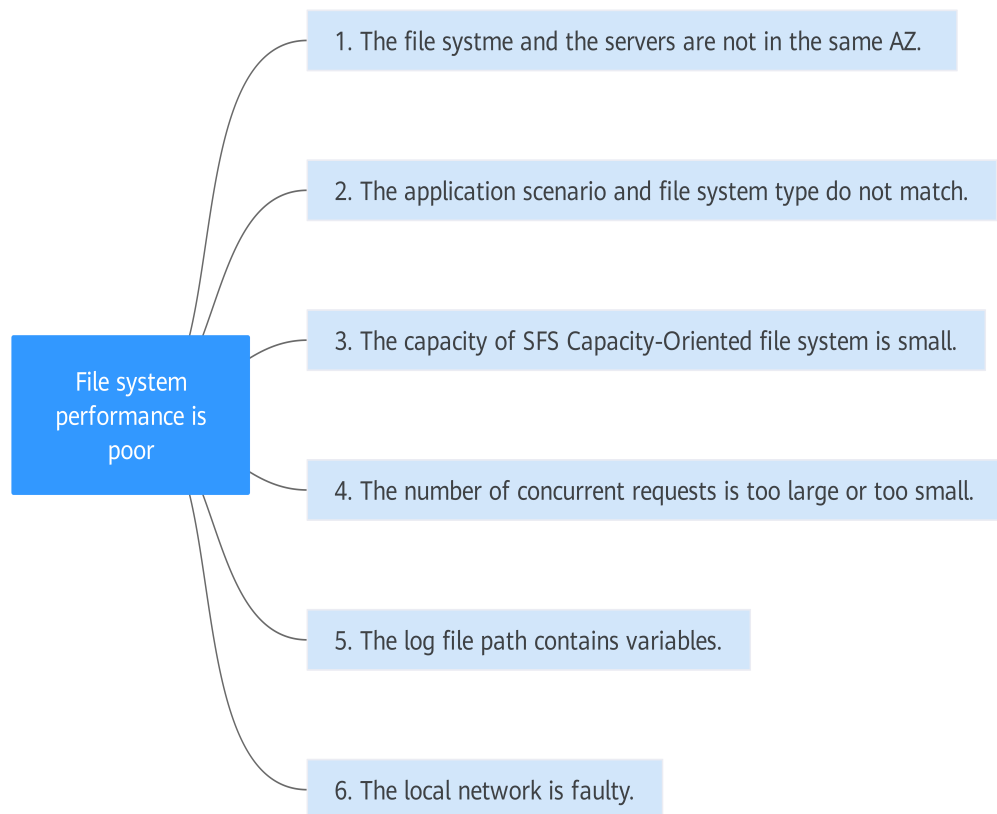 1. The file systme and the servers are not in the same AZ.
2. The application scenario and file system type do not match.
3. The capacity of SFS Capacity-Oriented file system is small.
File system
performance is
poor
4. The number of concurrent requests is too large or too small.
5. The log file path contains variables.
6. The local network is faulty.